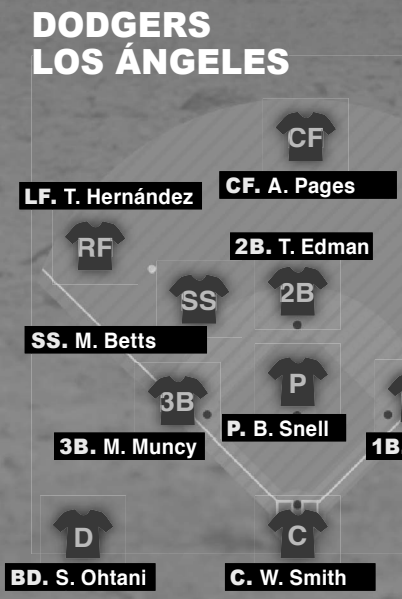 DODGERS
LOS ÁNGELES
CF
CF. A. Pages
LF. T. Hernández
RF
2B. T. Edman
2B
SS
SS. M. Betts
P
P. B. Snell
3B
3B. M. Muncy
1B.
D
BD. S. Ohtani
C
C. W. Smith